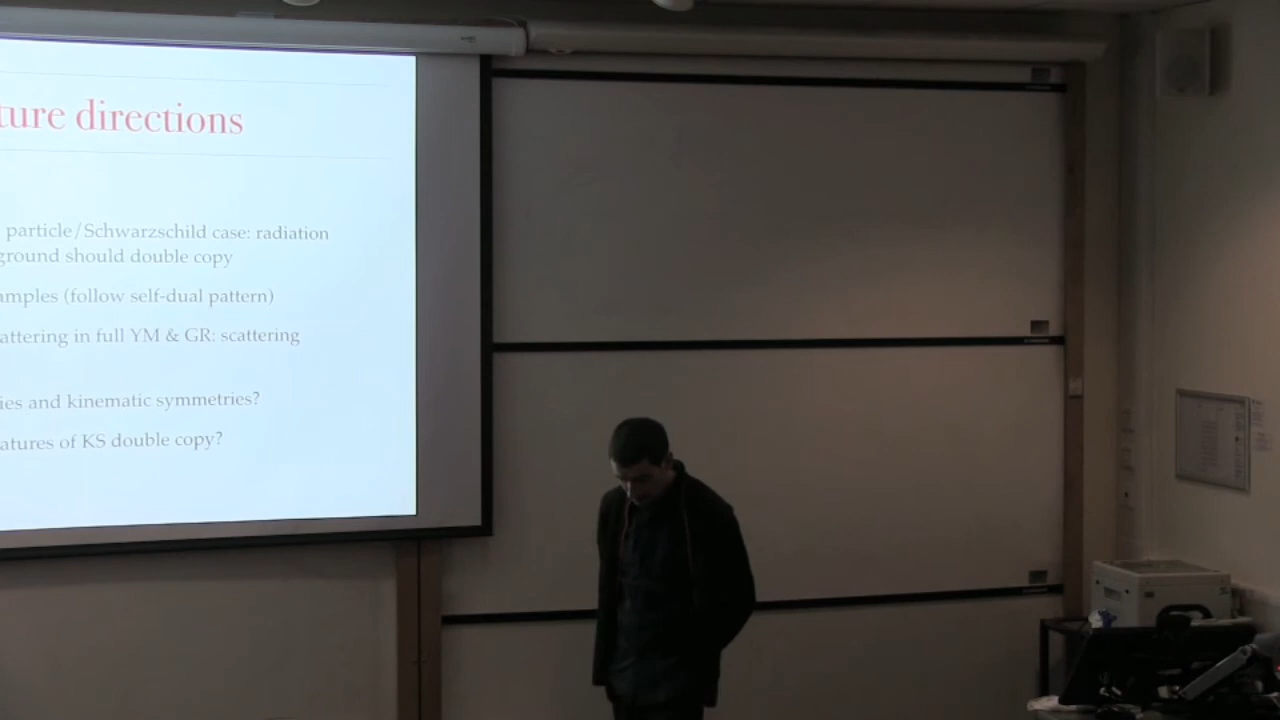 ture directions
particle/Schwarzschild case: radiation
ground should double copy
amples (follow self-dual pattern)
attering in full YM & GR: scattering
ies and kinematic symmetries?
atures of KS double copy?